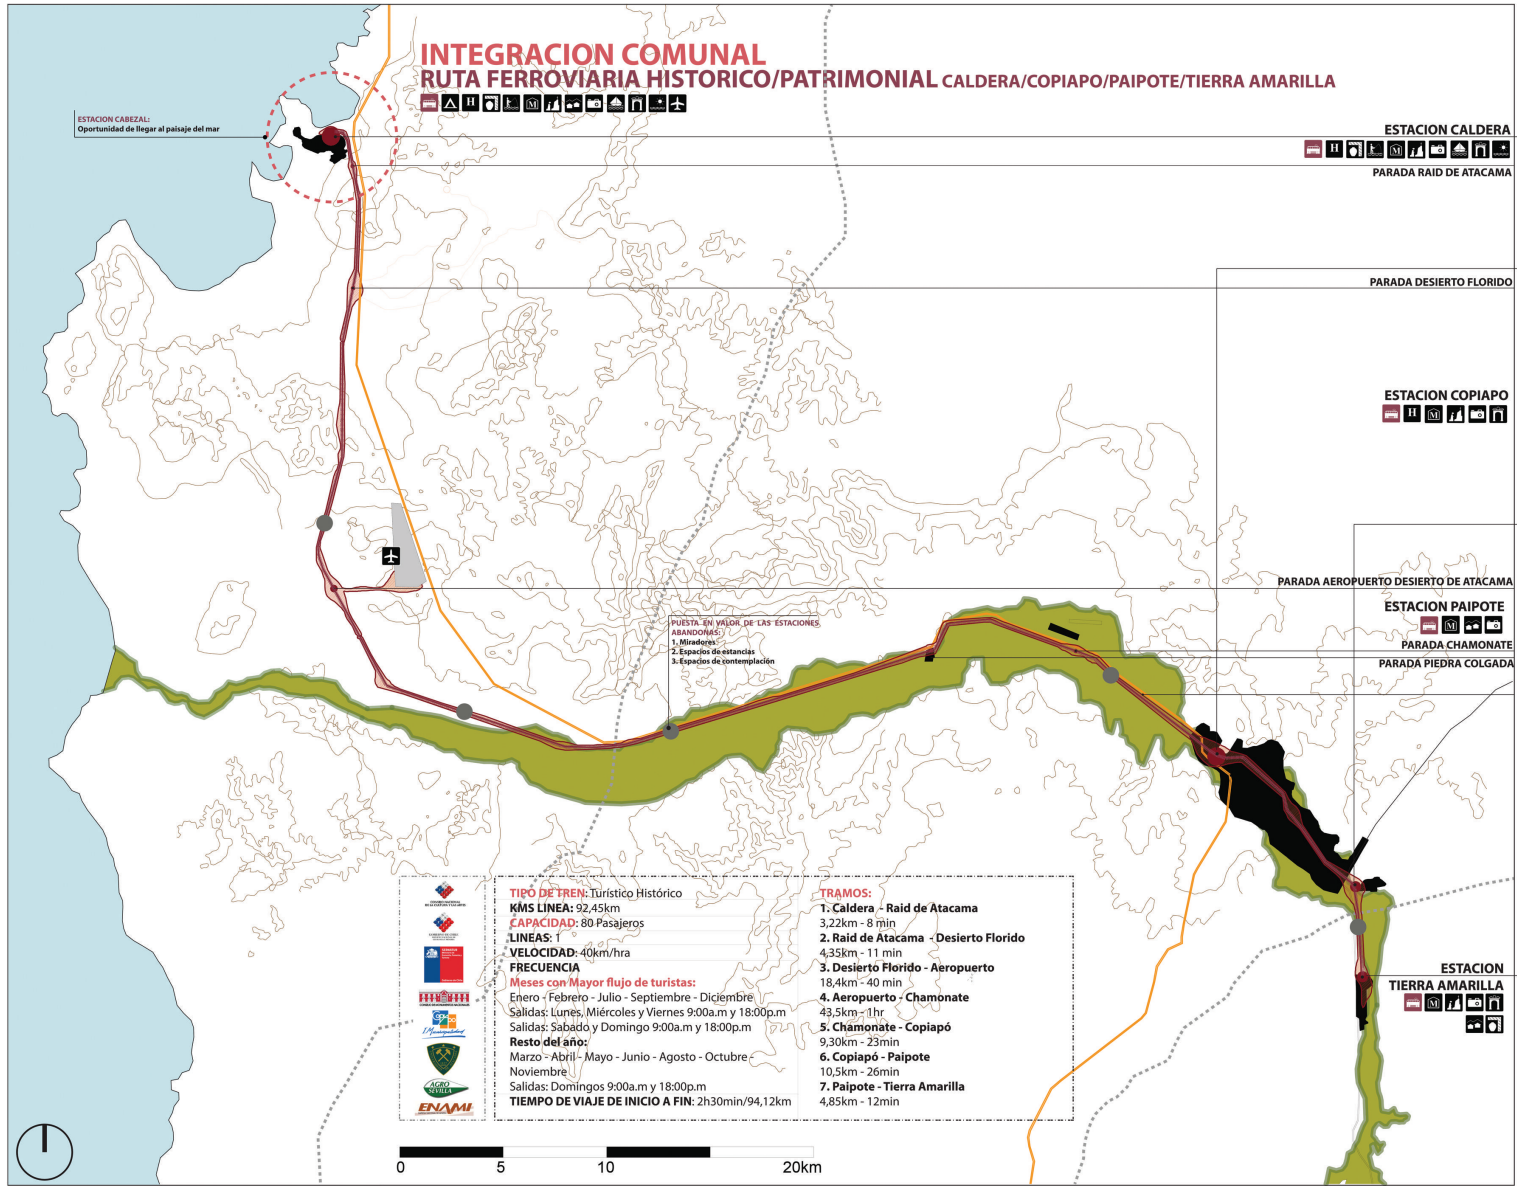 INTEGRACION COMUNAL
RUTA FERROVIARIA HISTORICO/PATRIMONIAL CALDERA/COPIAPO/PAIPOTE/TIERRA AMARILLA
H
M
ESTACION CABEZAL:
Oportunidad de llegar al paisaje del mar
ESTACION CALDERA
H
M
PARADA RAID DE ATACAMA
PARADA DESIERTO FLORIDO
ESTACION COPIAPO
H
M
PARADA AEROPUERTO DESIERTO DE ATACAMA
ESTACION PAIPOTE
M
PARADA CHAMONATE
PARADA PIEDRA COLGADA
PUESTA EN VALOR DE LAS ESTACIONES
ABANDONAS:
1. Miradores
2. Espacios de estancias
3. Espacios de contemplación
ESTACION
TIERRA AMARILLA
M
TIPO DE TREN: Turístico Histórico
KMS LINEA: 92,45km
CAPACIDAD: 80 Pasajeros
LINEAS: 1
VELOCIDAD: 40km/hra
FRECUENCIA
Meses con Mayor flujo de turistas:
Enero - Febrero - Julio - Septiembre - Diciembre
Salidas: Lunes, Miércoles y Viernes 9:00a.m y 18:00p.m
Salidas: Sabado y Domingo 9:00a.m y 18:00p.m
Resto del año:
Marzo - Abril - Mayo - Junio - Agosto - Octubre -
Noviembre
Salidas: Domingos 9:00a.m y 18:00p.m
TIEMPO DE VIAJE DE INICIO A FIN: 2h30min/94,12km
TRAMOS:
1. Caldera - Raid de Atacama
3,22km - 8 min
2. Raid de Atacama - Desierto Florido
4,35km - 11 min
3. Desierto Florido - Aeropuerto
18,4km - 40 min
4. Aeropuerto - Chamonate
43,5km - 1hr
5. Chamonate - Copiapó
9,30km - 23min
6. Copiapó - Paipote
10,5km - 26min
7. Paipote - Tierra Amarilla
4,85km - 12min
AGRO
SEVILLA
ENAMI
0 5 10 20km